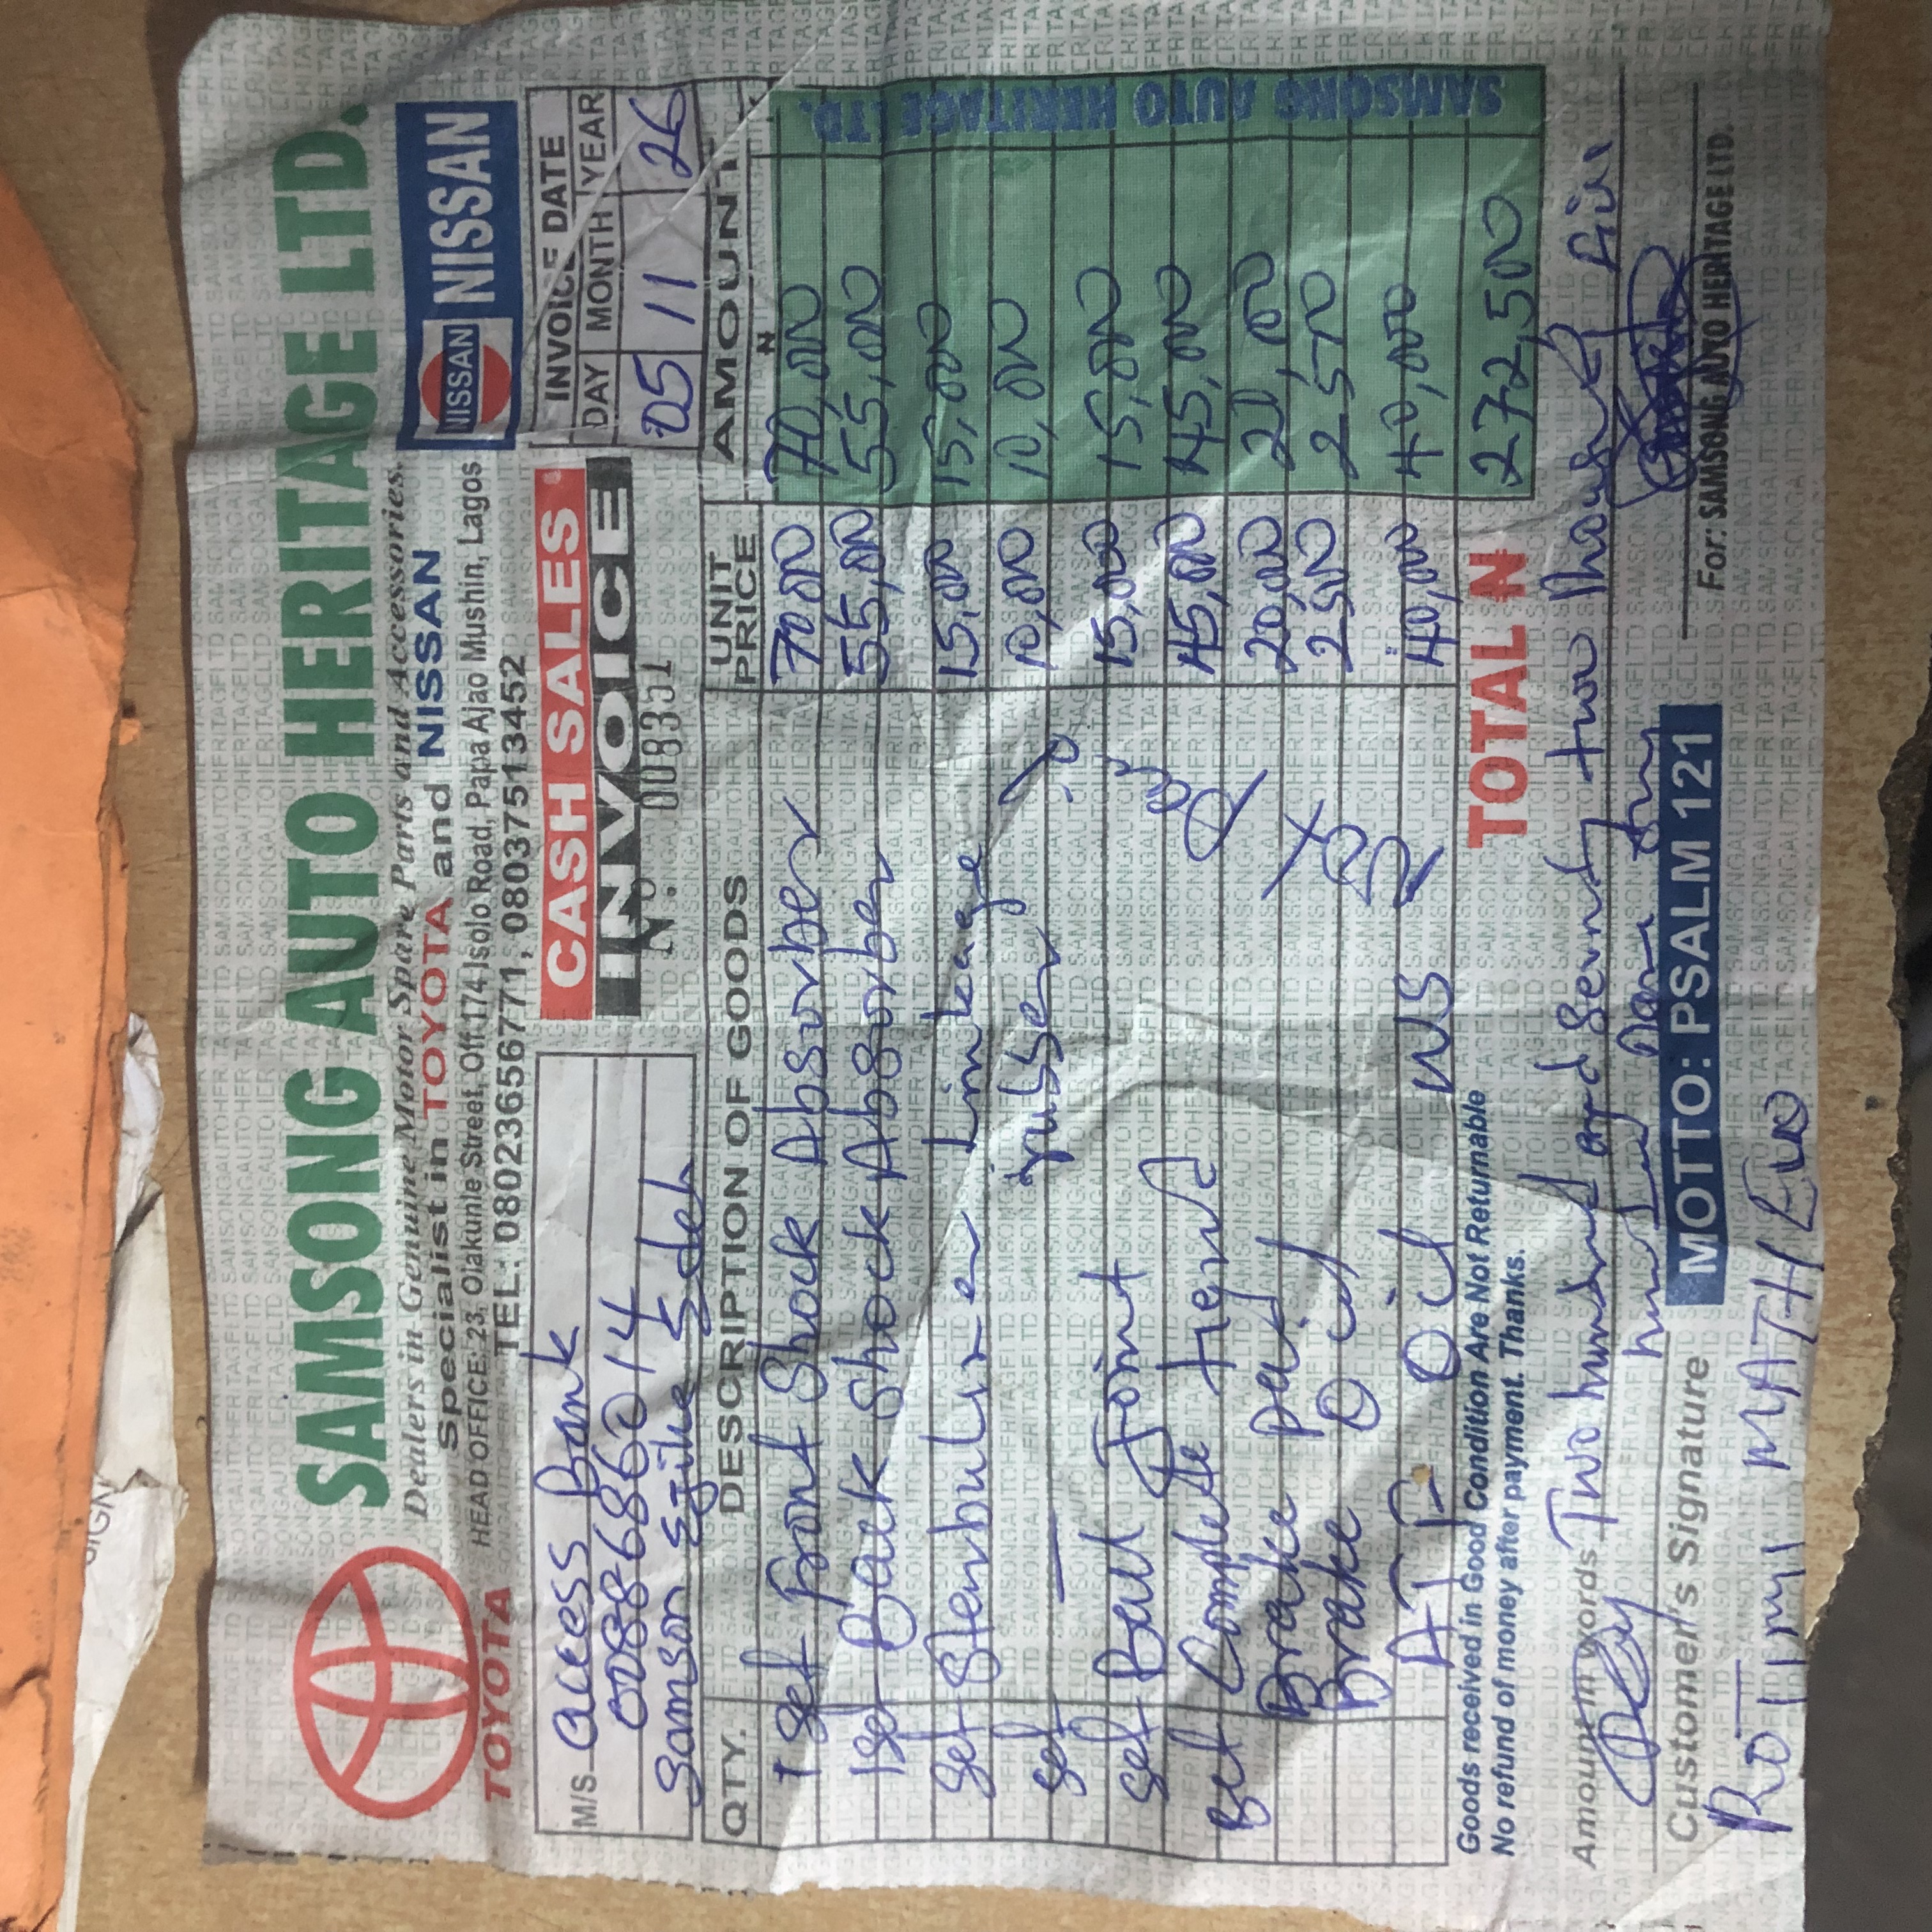 SIGN
SAMSONG AUTO HERITAGE LTD.
Dealers in Genuine Motor Spare Parts and Accessories.
Specialist in TOYOTA and NISSAN
HEAD OFFICE: 23, Olakunle Street, Off 174 Isolo Road, Papa Ajao Mushin, Lagos
TEL: 08023656771, 08037513452
TOYOTA
NISSAN NISSAN
M/S access Bank
0088686014
Samson Ezike Edeh
CASH SALES
INVOICE
Nº 008351
INVOICE DATE
DAY MONTH YEAR
05 11 26
QTY. DESCRIPTION OF GOODS UNIT PRICE AMOUNT
N
1 set front Shock Absorber 70,000 70,000
1 set Back Shock Absorber 55,000 55,000
set Sterbulizer Linkage 15,000 15,000
set — rubber 10,000 10,000
set Ball Joint 15,000 15,000
set Complete 45,000 45,000
Brake pad 20,000 20,000
Brake Oil 2500 2500
ATF Oil WS 40,000 40,000
Not
SAMSONG AUTO HERITAGE LTD.
Goods received in Good Condition Are Not Returnable
No refund of money after payment. Thanks.
TOTAL N 272,500
Amount in words Two hundred and Seventy two thousand five
hundred Naira Only
Customer's Signature
MOTTO: PSALM 121
For: SAMSONG AUTO HERITAGE LTD.
ROTIMI MATHEW